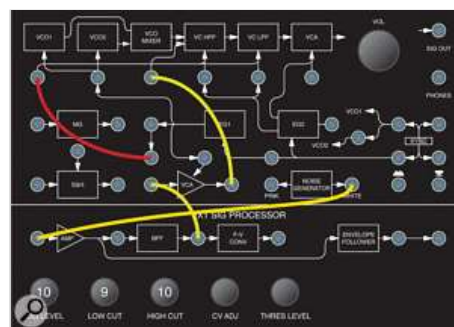 VCO1
VCO2
VCO MIXER
VC HPF
VC LPF
VCA
VOL
SIG OUT
PHONES
MG
EG1
EG2
VCO1
VCO2
S&H
VCA
PINK
NOISE GENERATOR
WHITE
SIG PROCESSOR
AMP
BPF
F-V CONV
ENVELOPE FOLLOWER
10
9
10
LEVEL
LOW CUT
HIGH CUT
CV ADJ
THRES LEVEL